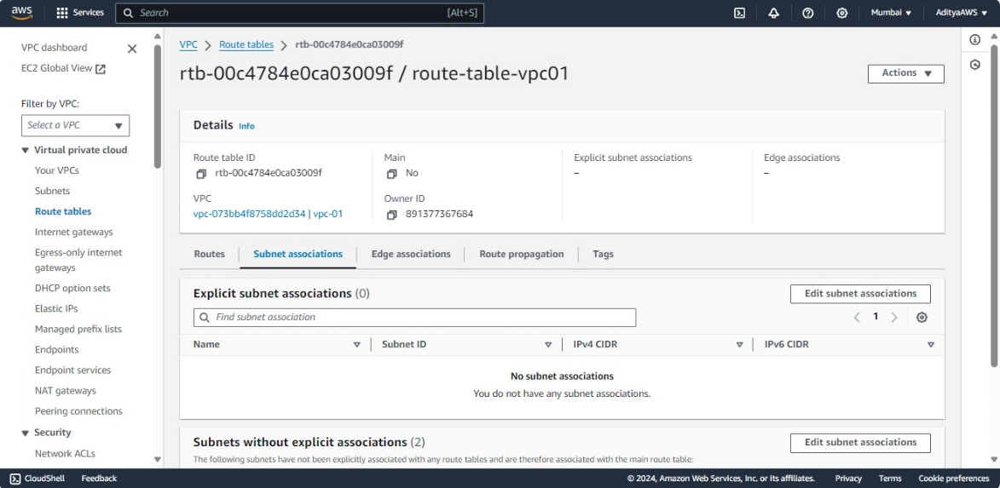 aws Services Search [Alt+S] Mumbai AdityaAWS
VPC dashboard
EC2 Global View
Filter by VPC:
Select a VPC
Virtual private cloud
Your VPCs
Subnets
Route tables
Internet gateways
Egress-only internet
gateways
DHCP option sets
Elastic IPs
Managed prefix lists
Endpoints
Endpoint services
NAT gateways
Peering connections
Security
Network ACLs
VPC > Route tables > rtb-00c4784e0ca03009f
rtb-00c4784e0ca03009f / route-table-vpc01 Actions
Details Info
Route table ID Main Explicit subnet associations Edge associations
rtb-00c4784e0ca03009f No – –
VPC Owner ID
vpc-073bb4f8758dd2d34 | vpc-01 891377367684
Routes Subnet associations Edge associations Route propagation Tags
Explicit subnet associations (0) Edit subnet associations
Find subnet association 1
Name Subnet ID IPv4 CIDR IPv6 CIDR
No subnet associations
You do not have any subnet associations.
Subnets without explicit associations (2) Edit subnet associations
The following subnets have not been explicitly associated with any route tables and are therefore associated with the main route table:
CloudShell Feedback © 2024, Amazon Web Services, Inc. or its affiliates. Privacy Terms Cookie preferences